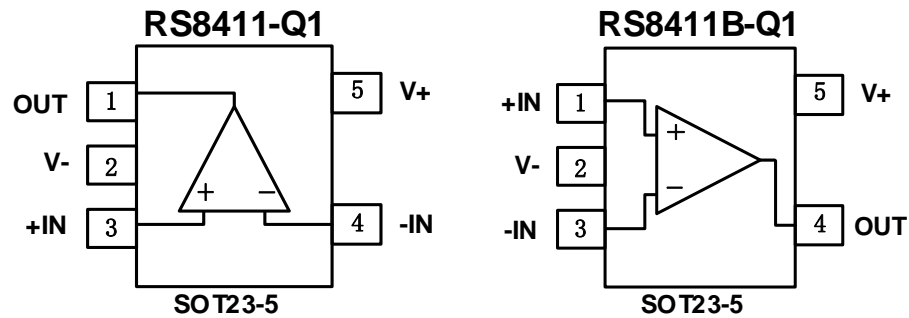 RS8411-Q1
OUT 1 5 V+
V- 2
+IN 3 + − 4 -IN
SOT23-5
RS8411B-Q1
+IN 1 5 V+
+
V- 2
−
-IN 3 4 OUT
SOT23-5